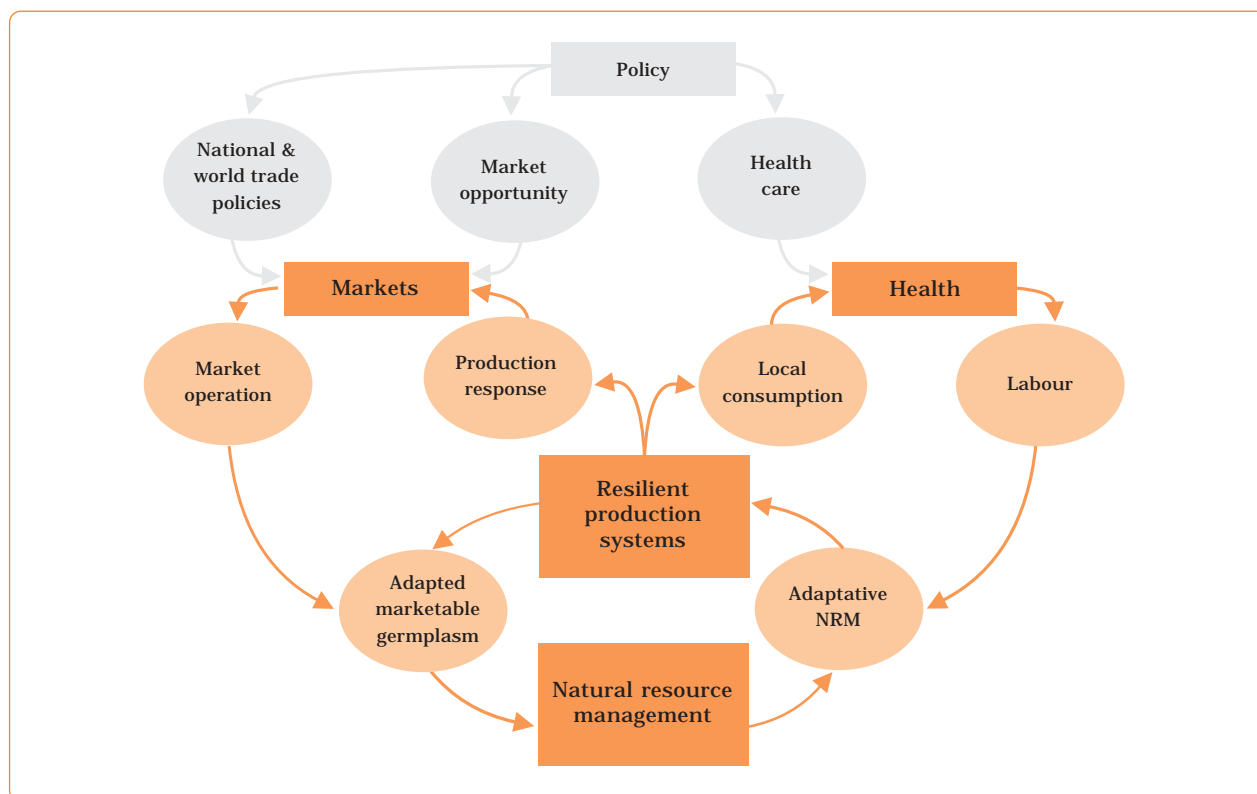 Policy
National &
world trade
policies
Market
opportunity
Health
care
Markets
Health
Market
operation
Production
response
Local
consumption
Labour
Resilient
production
systems
Adapted
marketable
germplasm
Adaptative
NRM
Natural resource
management